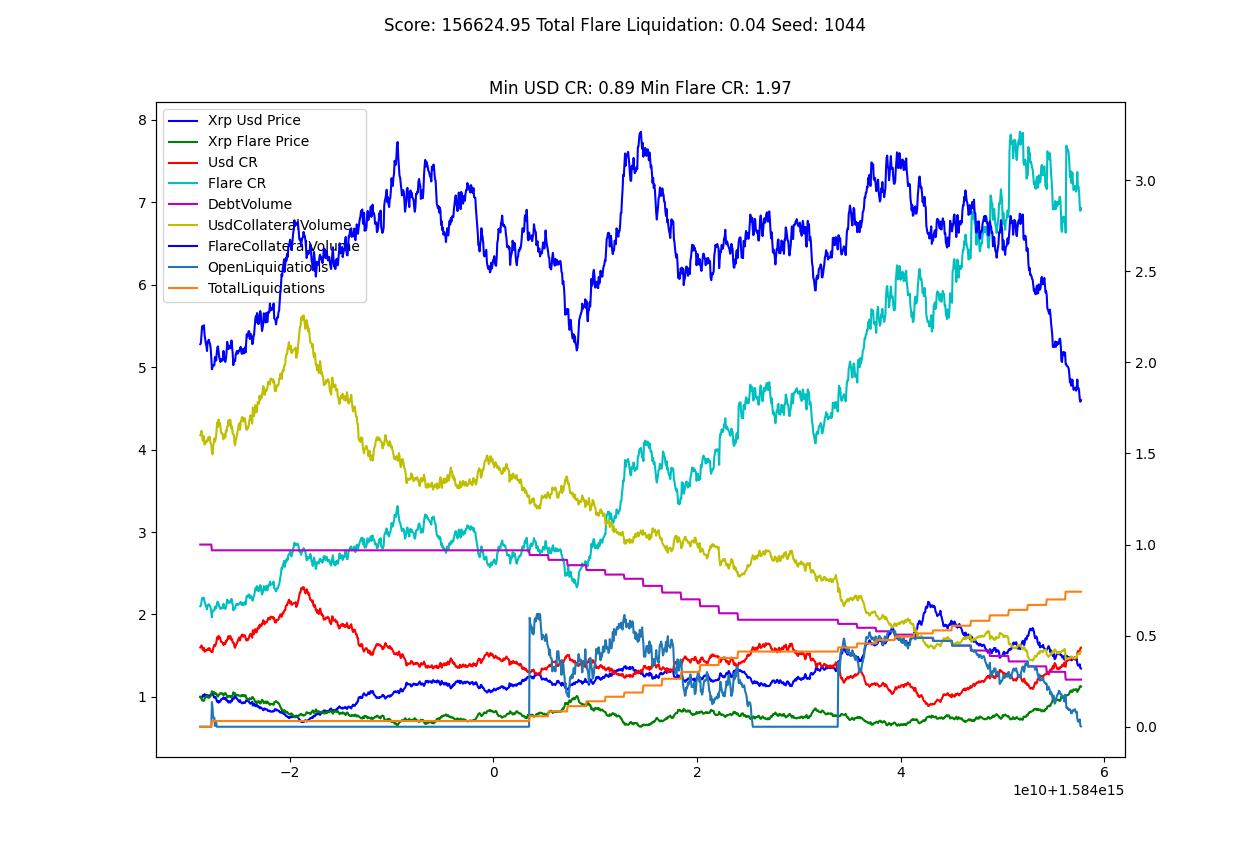 Score: 156624.95 Total Flare Liquidation: 0.04 Seed: 1044
Min USD CR: 0.89 Min Flare CR: 1.97
Xrp Usd Price
Xrp Flare Price
Usd CR
Flare CR
DebtVolume
UsdCollateralVolume
FlareCollateralVolume
OpenLiquidations
TotalLiquidations
8
7
6
5
4
3
2
1
3.0
2.5
2.0
1.5
1.0
0.5
0.0
−2
0
2
4
6
1e10+1.584e15